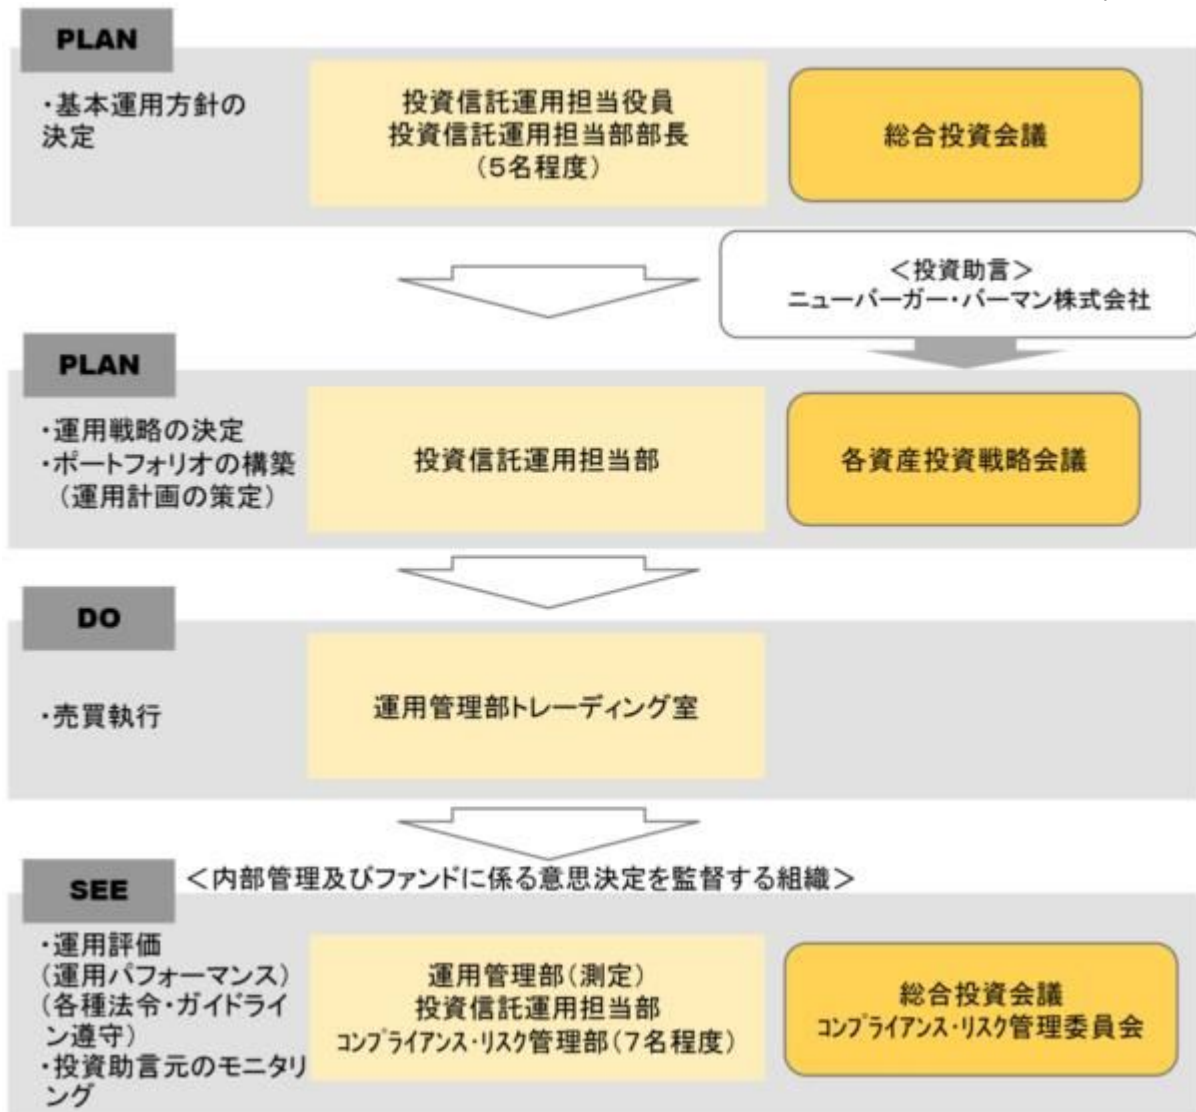 PLAN
・基本運用方針の
決定
投資信託運用担当役員
投資信託運用担当部部長
(5名程度)
総合投資会議
＜投資助言＞
ニューバーガー・バーマン株式会社
PLAN
・運用戦略の決定
・ポートフォリオの構築
(運用計画の策定)
投資信託運用担当部
各資産投資戦略会議
DO
・売買執行
運用管理部トレーディング室
SEE
＜内部管理及びファンドに係る意思決定を監督する組織＞
・運用評価
(運用パフォーマンス)
(各種法令・ガイドライ
ン遵守)
・投資助言元のモニタリ
ング
運用管理部(測定)
投資信託運用担当部
コンプライアンス・リスク管理部(7名程度)
総合投資会議
コンプライアンス・リスク管理委員会